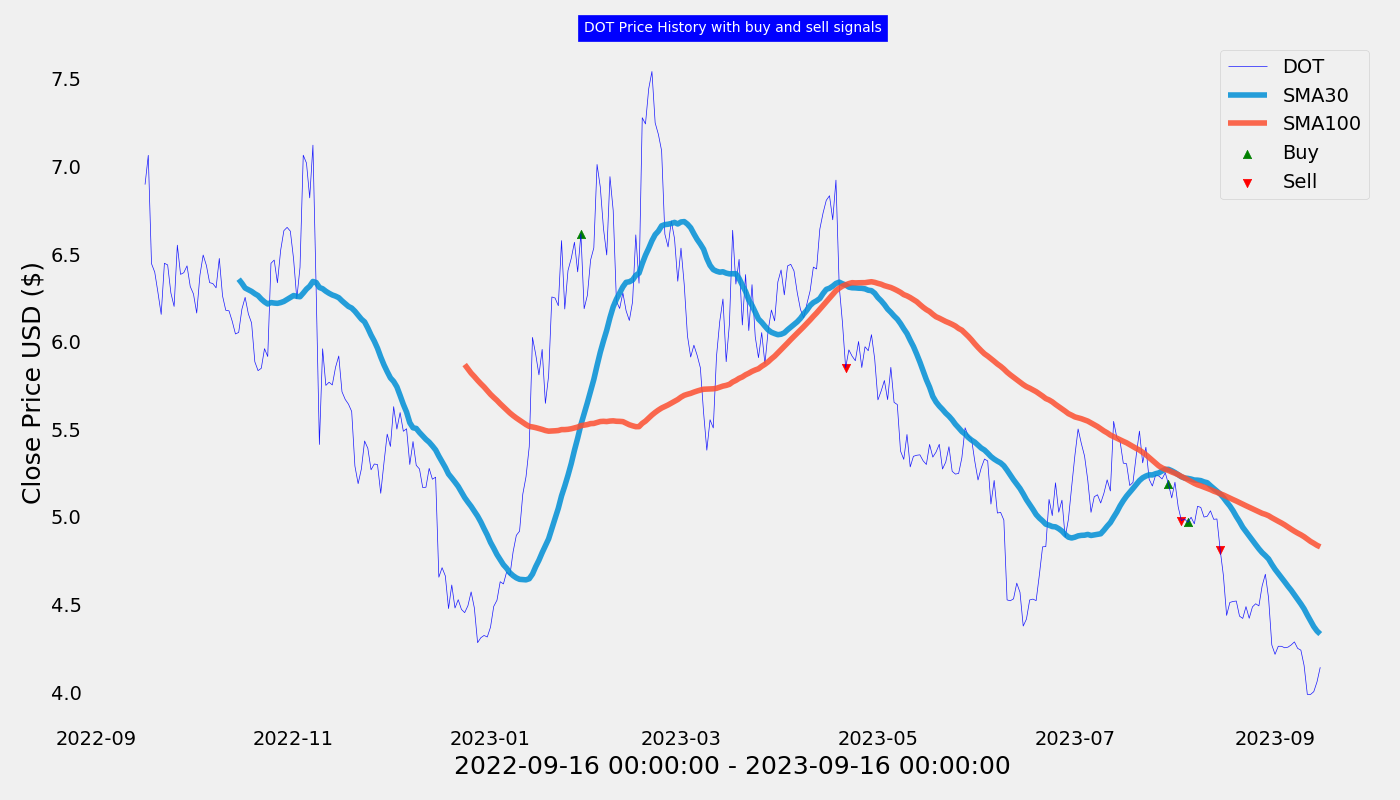 DOT Price History with buy and sell signals
DOT
SMA30
SMA100
Buy
Sell
Close Price USD ($)
7.5
7.0
6.5
6.0
5.5
5.0
4.5
4.0
2022-09 2022-11 2023-01 2023-03 2023-05 2023-07 2023-09
2022-09-16 00:00:00 - 2023-09-16 00:00:00